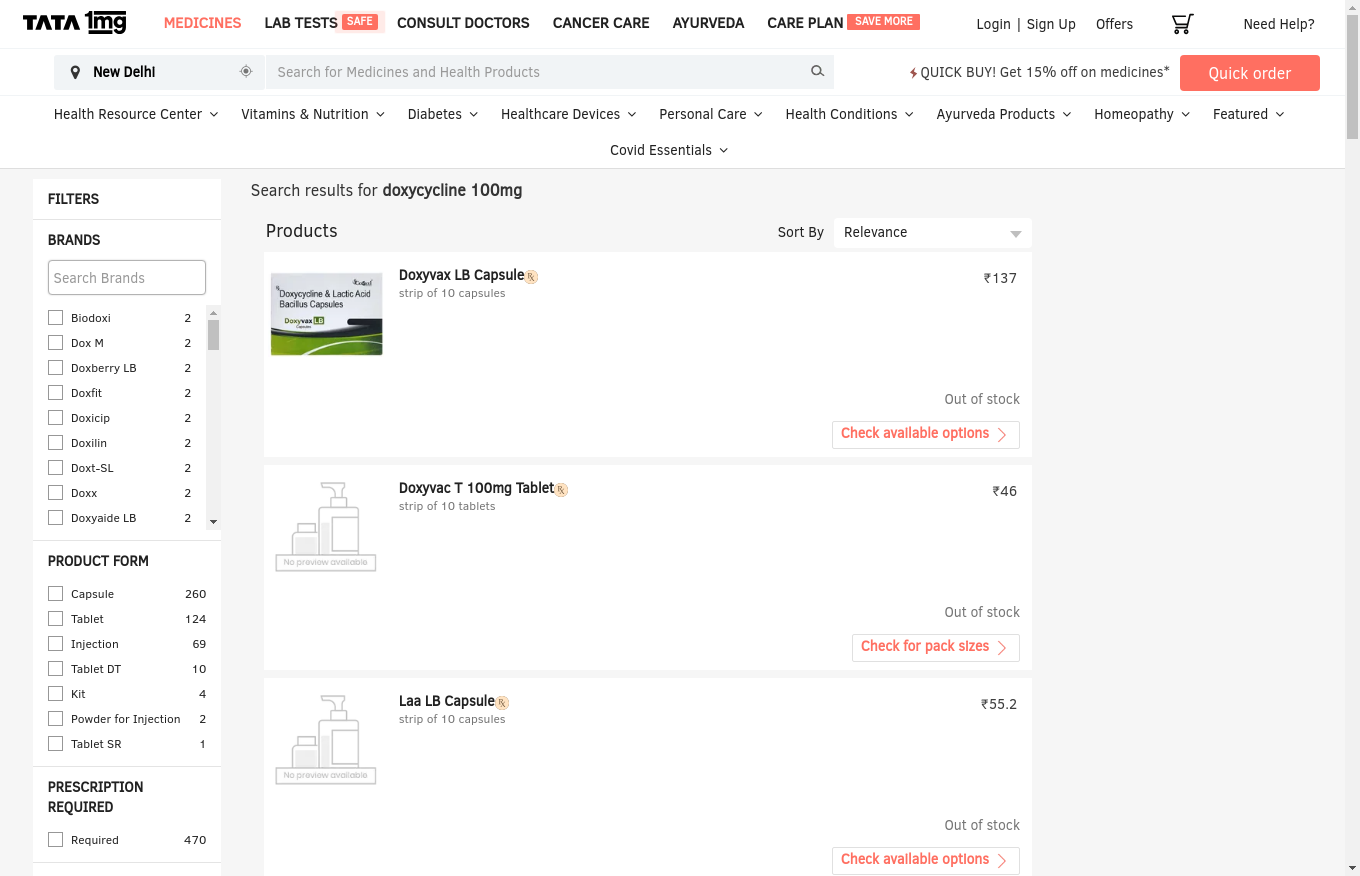 TATA 1mg
MEDICINES LAB TESTS SAFE CONSULT DOCTORS CANCER CARE AYURVEDA CARE PLAN SAVE MORE Login | Sign Up Offers Need Help?
New Delhi Search for Medicines and Health Products QUICK BUY! Get 15% off on medicines* Quick order
Health Resource Center Vitamins & Nutrition Diabetes Healthcare Devices Personal Care Health Conditions Ayurveda Products Homeopathy Featured
Covid Essentials
FILTERS
BRANDS
Search Brands
Biodoxi 2
Dox M 2
Doxberry LB 2
Doxfit 2
Doxicip 2
Doxilin 2
Doxt-SL 2
Doxx 2
Doxyaide LB 2
PRODUCT FORM
Capsule 260
Tablet 124
Injection 69
Tablet DT 10
Kit 4
Powder for Injection 2
Tablet SR 1
PRESCRIPTION
REQUIRED
Required 470
Search results for doxycycline 100mg
Products
Sort By Relevance
Doxycycline & Lactic Acid
Bacillus Capsules
Doxyvax LB
Capsules
Doxyvax LB Capsule Rx
strip of 10 capsules
₹137
Out of stock
Check available options
No preview available
Doxyvac T 100mg Tablet Rx
strip of 10 tablets
₹46
Out of stock
Check for pack sizes
No preview available
Laa LB Capsule Rx
strip of 10 capsules
₹55.2
Out of stock
Check available options